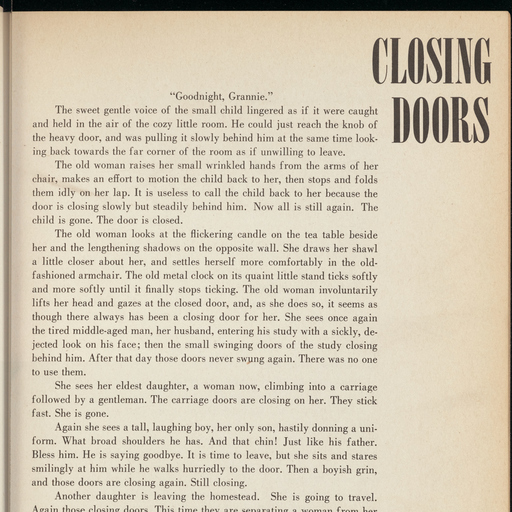 CLOSING
DOORS
“Goodnight, Grannie.”
The sweet gentle voice of the small child lingered as if it were caught
and held in the air of the cozy little room. He could just reach the knob of
the heavy door, and was pulling it slowly behind him at the same time look-
ing back towards the far corner of the room as if unwilling to leave.
The old woman raises her small wrinkled hands from the arms of her
chair, makes an effort to motion the child back to her, then stops and folds
them idly on her lap. It is useless to call the child back to her because the
door is closing slowly but steadily behind him. Now all is still again. The
child is gone. The door is closed.
The old woman looks at the flickering candle on the tea table beside
her and the lengthening shadows on the opposite wall. She draws her shawl
a little closer about her, and settles herself more comfortably in the old-
fashioned armchair. The old metal clock on its quaint little stand ticks softly
and more softly until it finally stops ticking. The old woman involuntarily
lifts her head and gazes at the closed door, and, as she does so, it seems as
though there always has been a closing door for her. She sees once again
the tired middle-aged man, her husband, entering his study with a sickly, de-
jected look on his face; then the small swinging doors of the study closing
behind him. After that day those doors never swung again. There was no one
to use them.
She sees her eldest daughter, a woman now, climbing into a carriage
followed by a gentleman. The carriage doors are closing on her. They stick
fast. She is gone.
Again she sees a tall, laughing boy, her only son, hastily donning a uni-
form. What broad shoulders he has. And that chin! Just like his father.
Bless him. He is saying goodbye. It is time to leave, but she sits and stares
smilingly at him while he walks hurriedly to the door. Then a boyish grin,
and those doors are closing again. Still closing.
Another daughter is leaving the homestead. She is going to travel.
Again those closing doors. This time they are separating a woman from her